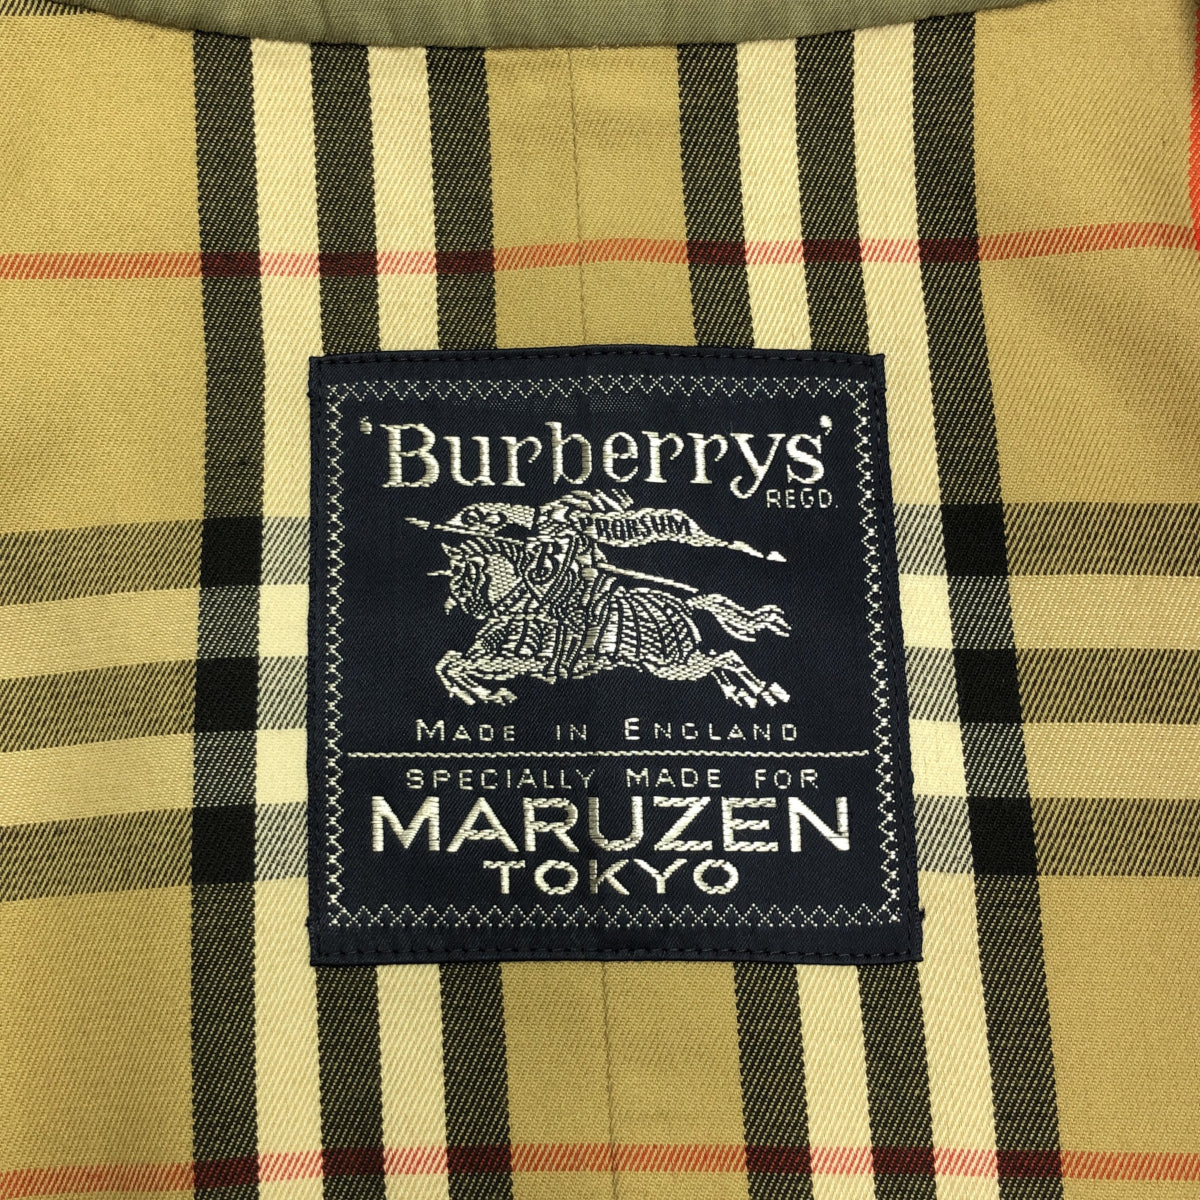 'Burberrys'
REGD.
PRORSUM
B
MADE IN ENGLAND
SPECIALLY MADE FOR
MARUZEN
TOKYO